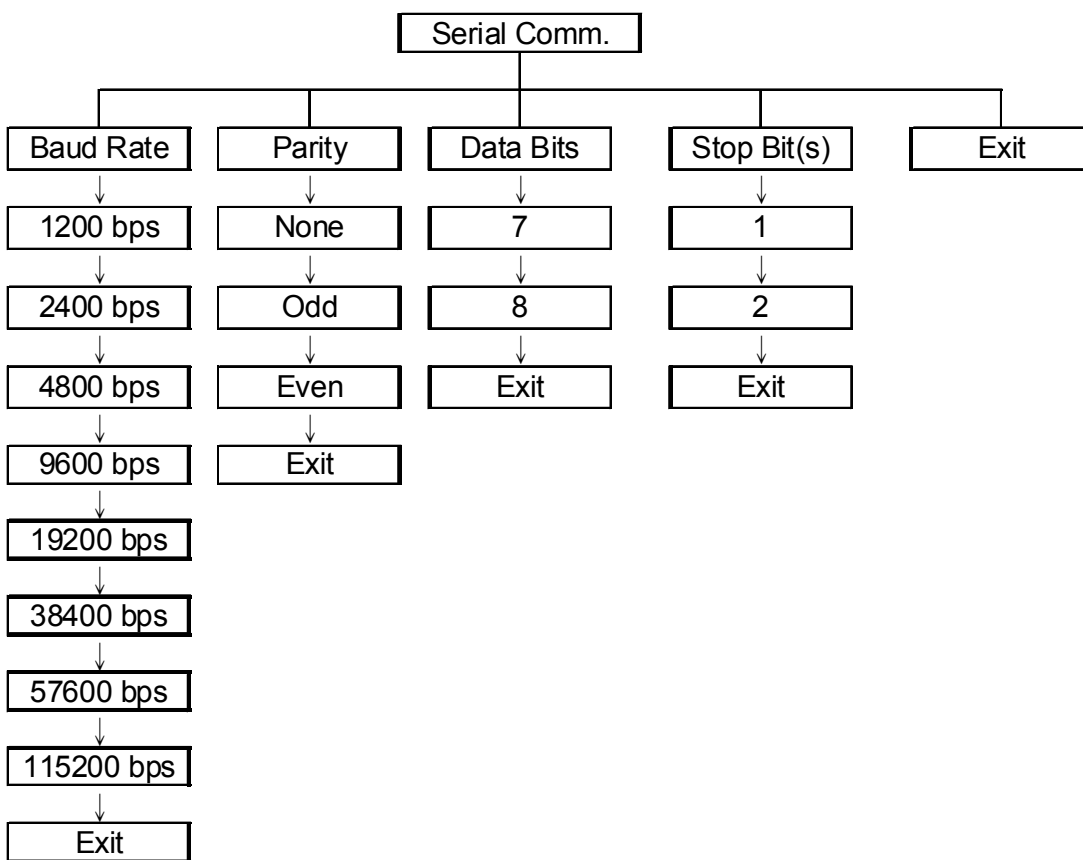 Serial Comm.
Baud Rate Parity Data Bits Stop Bit(s) Exit
1200 bps None 7 1
2400 bps Odd 8 2
4800 bps Even Exit Exit
9600 bps Exit
19200 bps
38400 bps
57600 bps
115200 bps
Exit